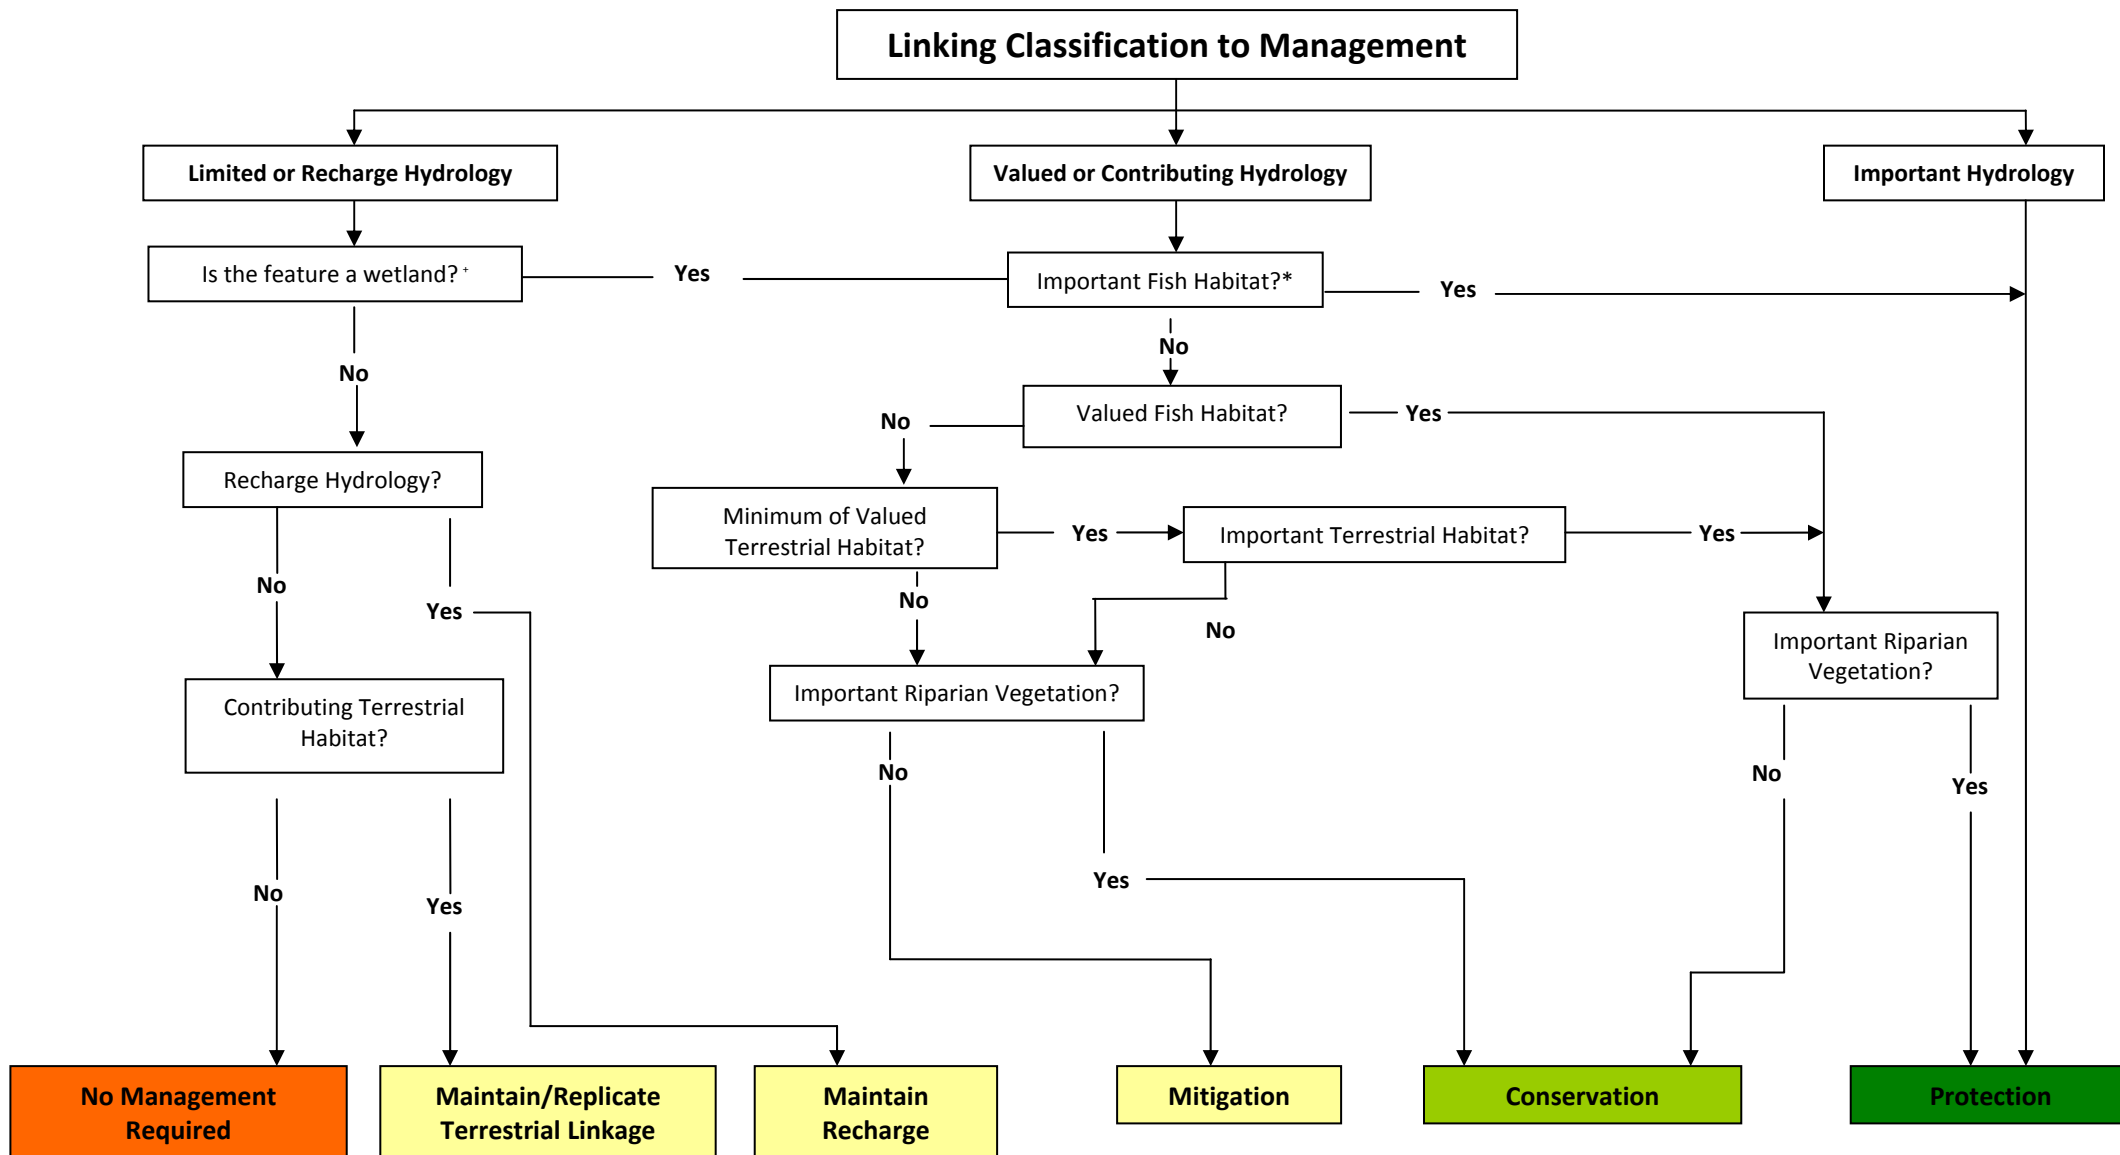 Linking Classification to Management
Limited or Recharge Hydrology
Valued or Contributing Hydrology
Important Hydrology
Is the feature a wetland? +
Yes
Important Fish Habitat?*
Yes
No
No
Valued Fish Habitat?
Yes
No
Recharge Hydrology?
Minimum of Valued
Terrestrial Habitat?
Yes
Important Terrestrial Habitat?
Yes
No
Yes
No
No
Important Riparian
Vegetation?
Important Riparian Vegetation?
Contributing Terrestrial
Habitat?
No
No
Yes
Yes
No
Yes
No Management
Required
Maintain/Replicate
Terrestrial Linkage
Maintain
Recharge
Mitigation
Conservation
Protection